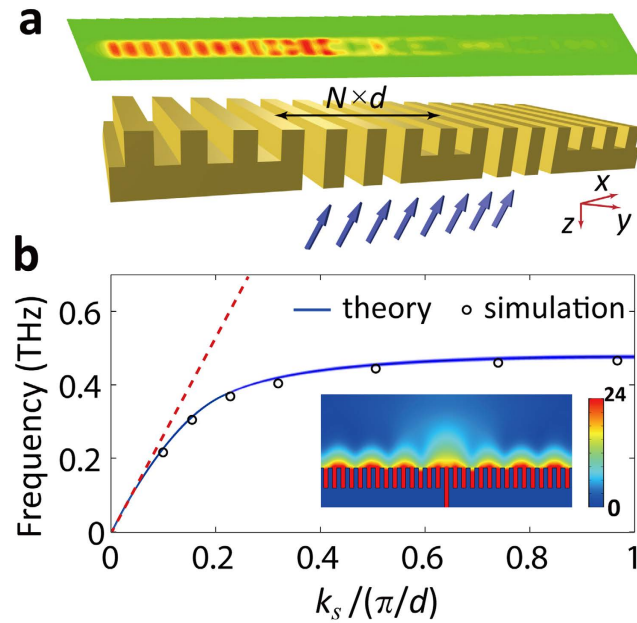 a
N × d
x
y
z
b
Frequency (THz)
0.6
0.4
0.2
0
theory
simulation
24
0
0
0.2
0.4
0.6
0.8
1
k_s/(π/d)